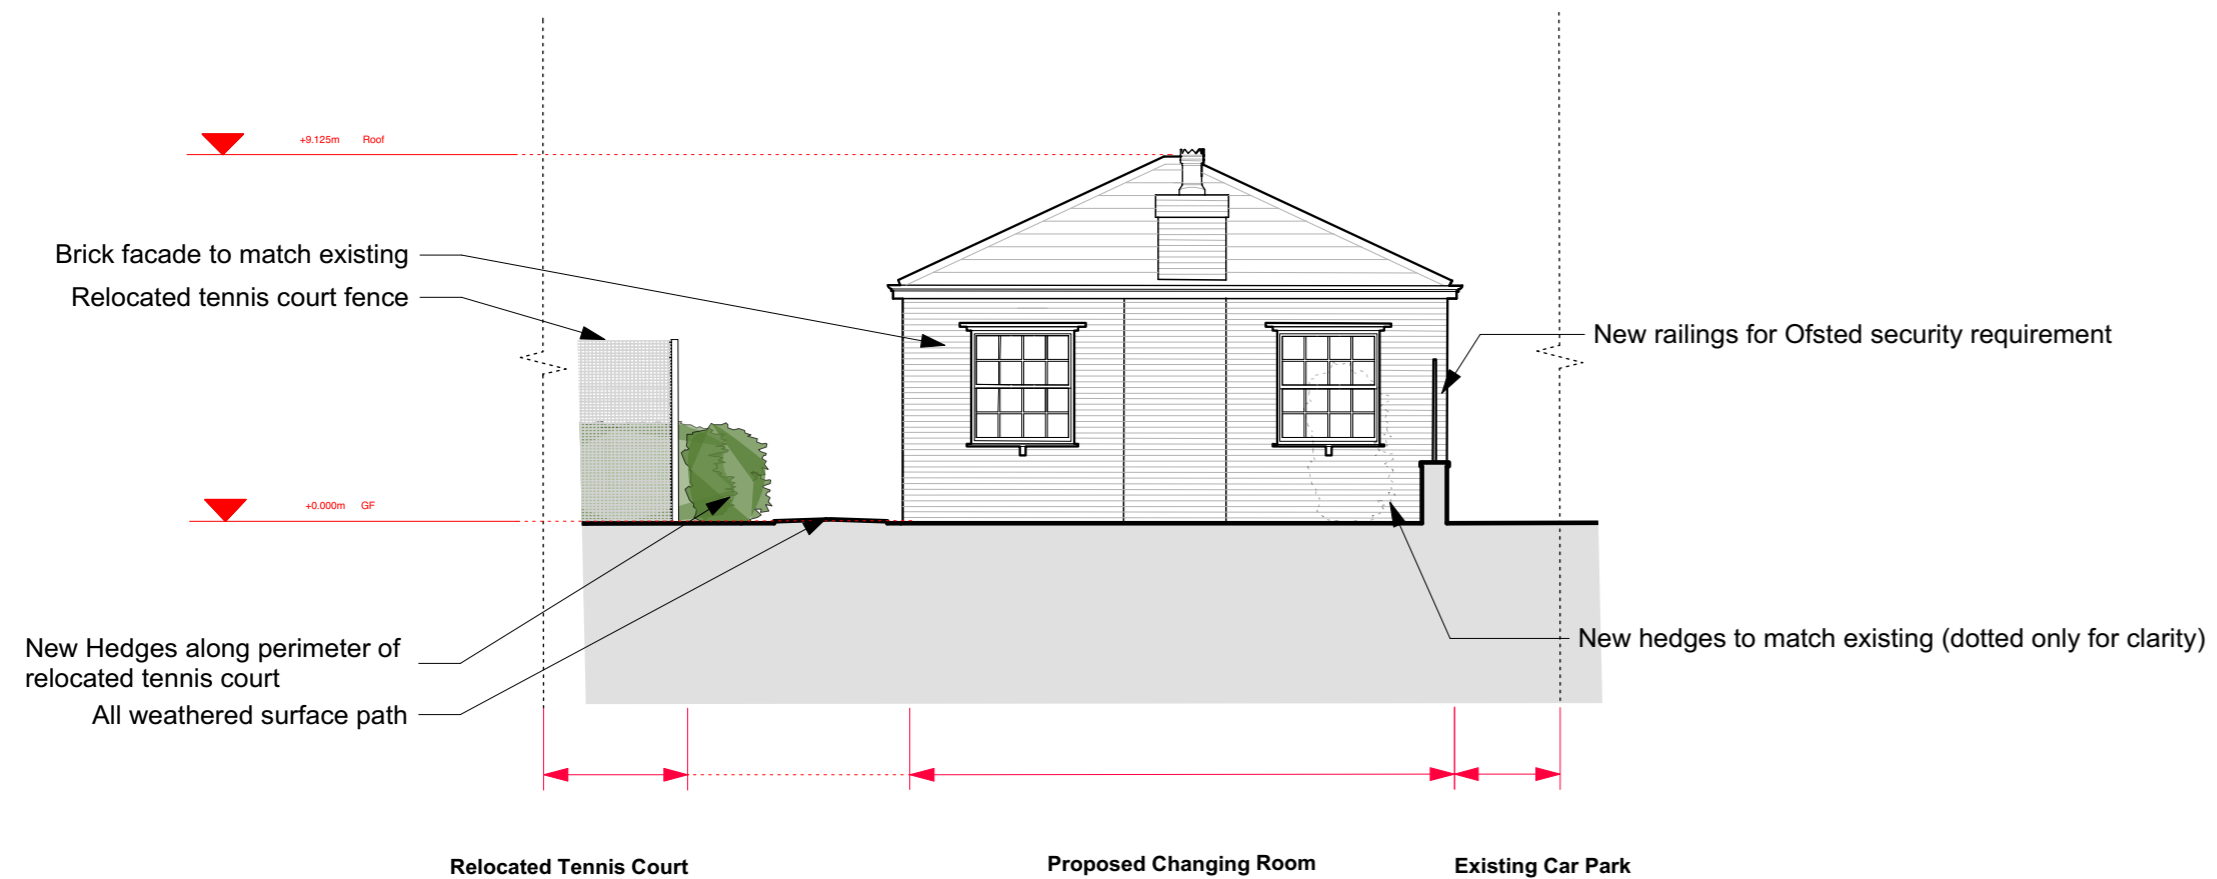 +9.125m Roof
Brick facade to match existing
Relocated tennis court fence
New railings for Ofsted security requirement
+0.000m GF
New Hedges along perimeter of
relocated tennis court
All weathered surface path
New hedges to match existing (dotted only for clarity)
Relocated Tennis Court
Proposed Changing Room
Existing Car Park